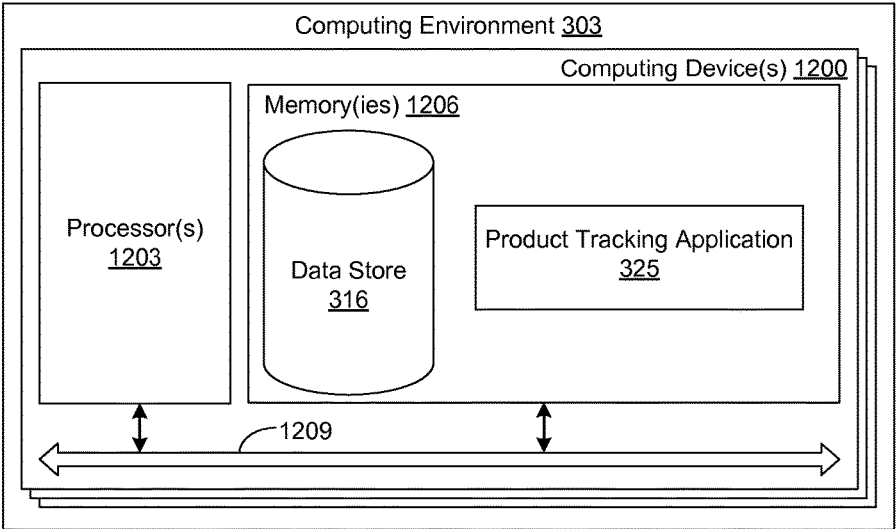 Computing Environment 303
Computing Device(s) 1200
Memory(ies) 1206
Processor(s)
1203
Data Store
316
Product Tracking Application
325
1209